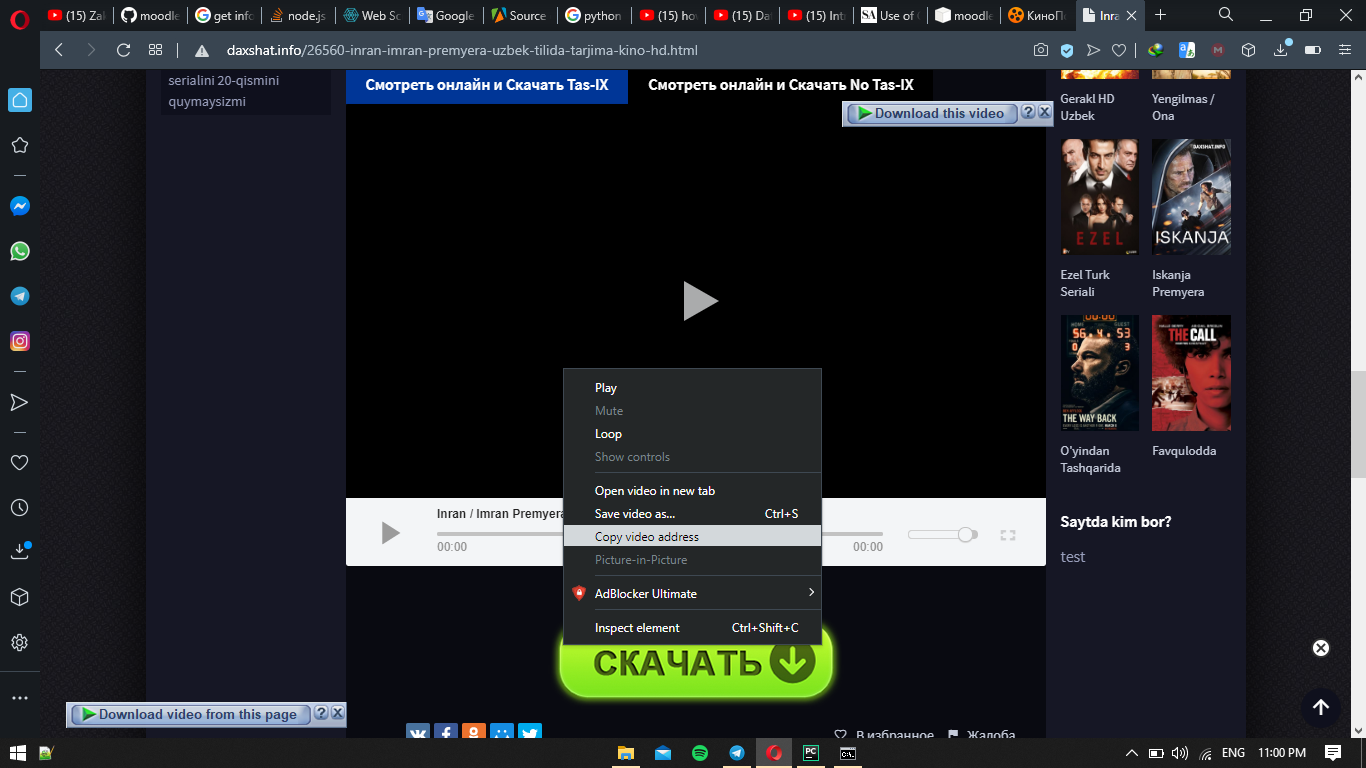 (15) Zak
moodle
get info
node.js
Web Sc
Google
Source
python
(15) ho
(15) Da
(15) Int
SA
Use of
moodle
КиноП
Inra
daxshat.info/26560-inran-imran-premyera-uzbek-tilida-tarjima-kino-hd.html
serialini 20-qismini
quymaysizmi
Смотреть онлайн и Скачать Tas-IX
Смотреть онлайн и Скачать No Tas-IX
Download this video
?
Gerakl HD
Uzbek
Yengilmas /
Ona
EZEL
DAXSHAT.INFO
ISKANJA
Ezel Turk
Seriali
Iskanja
Premyera
THE WAY BACK
THE CALL
O'yindan
Tashqarida
Favqulodda
Saytda kim bor?
test
Inran / Imran Premyera
00:00
00:00
Play
Mute
Loop
Show controls
Open video in new tab
Save video as... Ctrl+S
Copy video address
Picture-in-Picture
AdBlocker Ultimate
Inspect element Ctrl+Shift+C
СКАЧАТЬ
Download video from this page
?
В избранное
Жалоба
ENG
11:00 PM